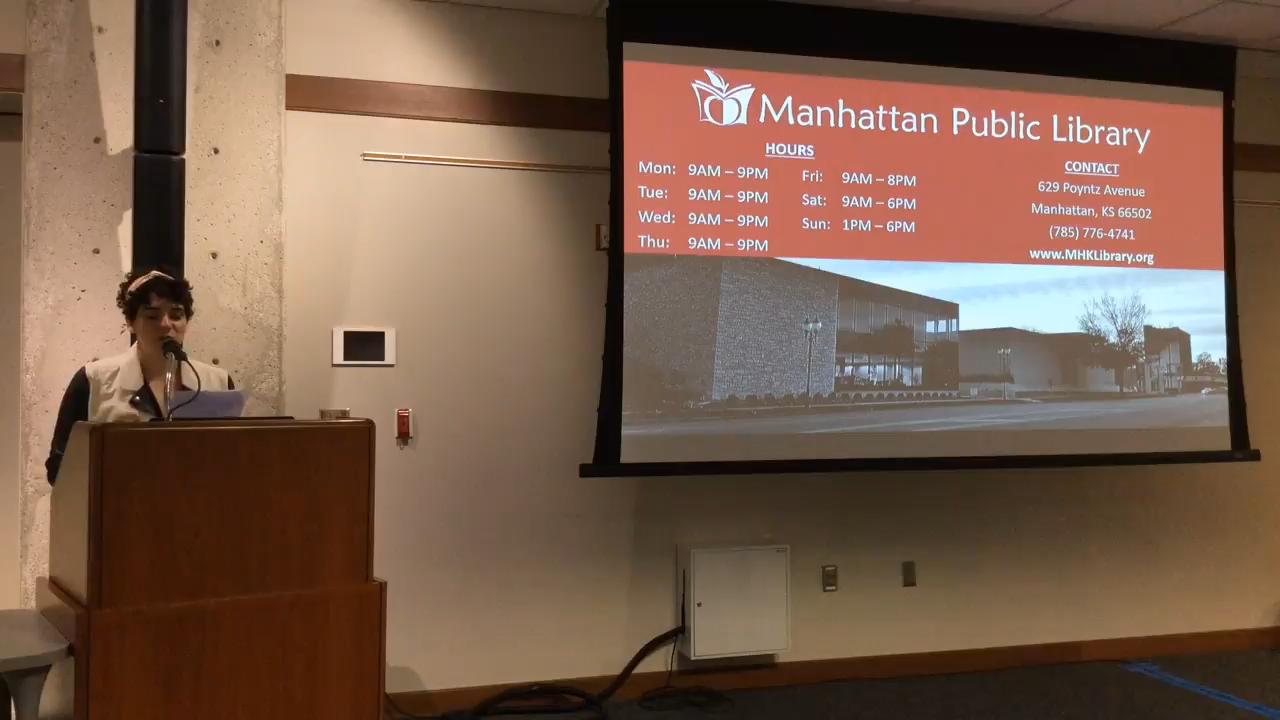 Manhattan Public Library
HOURS
Mon: 9AM – 9PM
Tue: 9AM – 9PM
Wed: 9AM – 9PM
Thu: 9AM – 9PM
Fri: 9AM – 8PM
Sat: 9AM – 6PM
Sun: 1PM – 6PM
CONTACT
629 Poyntz Avenue
Manhattan, KS 66502
(785) 776-4741
www.MHKLibrary.org